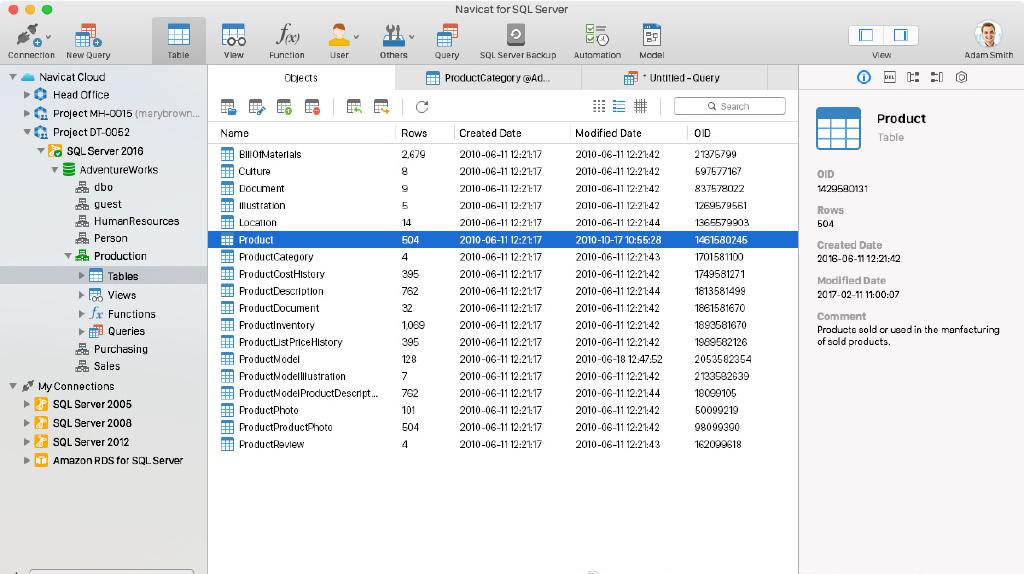 Navicat for SQL Server
Connection New Query Table View Function User Others Query SQL Server Backup Automation Model View Adam Smith
Navicat Cloud
Head Office
Project MH-0015 (marybrown...
Project DT-0052
SQL Server 2016
AdventureWorks
dbo
guest
HumanResources
Person
Production
Tables
Views
Functions
Queries
Purchasing
Sales
My Connections
SQL Server 2005
SQL Server 2008
SQL Server 2012
Amazon RDS for SQL Server
Objects ProductCategory @Ad... * Untitled - Query
Search
Name Rows Created Date Modified Date OID
BillOfMaterials 2,679 2010-06-11 12:21:17 2010-06-11 12:21:42 21375799
Culture 8 2010-06-11 12:21:17 2010-06-11 12:21:42 597577167
Document 9 2010-06-11 12:21:17 2010-06-11 12:21:42 837578022
Illustration 5 2010-06-11 12:21:17 2010-06-11 12:21:42 1269579561
Location 14 2010-06-11 12:21:17 2010-06-11 12:21:44 1365579903
Product 504 2010-06-11 12:21:17 2010-10-17 10:55:28 1461580245
ProductCategory 4 2010-06-11 12:21:17 2010-06-11 12:21:43 1701581100
ProductCostHistory 395 2010-06-11 12:21:17 2010-06-11 12:21:42 1749581271
ProductDescription 762 2010-06-11 12:21:17 2010-06-11 12:21:44 1813581499
ProductDocument 32 2010-06-11 12:21:17 2010-06-11 12:21:42 1861581670
ProductInventory 1,069 2010-06-11 12:21:17 2010-06-11 12:21:42 1893581670
ProductListPriceHistory 395 2010-06-11 12:21:17 2010-06-11 12:21:42 1989582126
ProductModel 128 2010-06-11 12:21:17 2010-06-18 12:47:52 2053582354
ProductModelIllustration 7 2010-06-11 12:21:17 2010-06-11 12:21:42 2133582639
ProductModelProductDescript... 762 2010-06-11 12:21:17 2010-06-11 12:21:44 18099105
ProductPhoto 101 2010-06-11 12:21:17 2010-06-11 12:21:42 50099219
ProductProductPhoto 504 2010-06-11 12:21:17 2010-06-11 12:21:43 98099390
ProductReview 4 2010-06-11 12:21:17 2010-06-11 12:21:43 162099618
Product
Table
OID
1429580131
Rows
504
Created Date
2016-06-11 12:21:42
Modified Date
2017-02-11 11:00:07
Comment
Products sold or used in the manfacturing
of sold products.